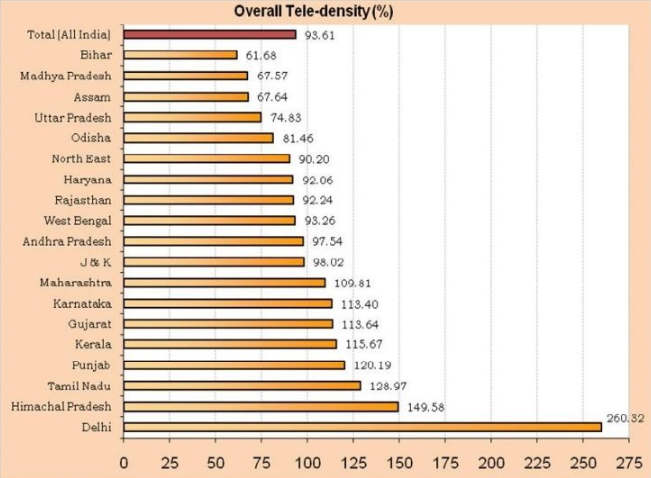 Overall Tele-density (%)
Total (All India) 93.61
Bihar 61.68
Madhya Pradesh 67.57
Assam 67.64
Uttar Pradesh 74.83
Odisha 81.46
North East 90.20
Haryana 92.06
Rajasthan 92.24
West Bengal 93.26
Andhra Pradesh 97.54
J & K 98.02
Maharashtra 109.81
Karnataka 113.40
Gujarat 113.64
Kerala 115.67
Punjab 120.19
Tamil Nadu 128.97
Himachal Pradesh 149.58
Delhi 260.32
0 25 50 75 100 125 150 175 200 225 250 275